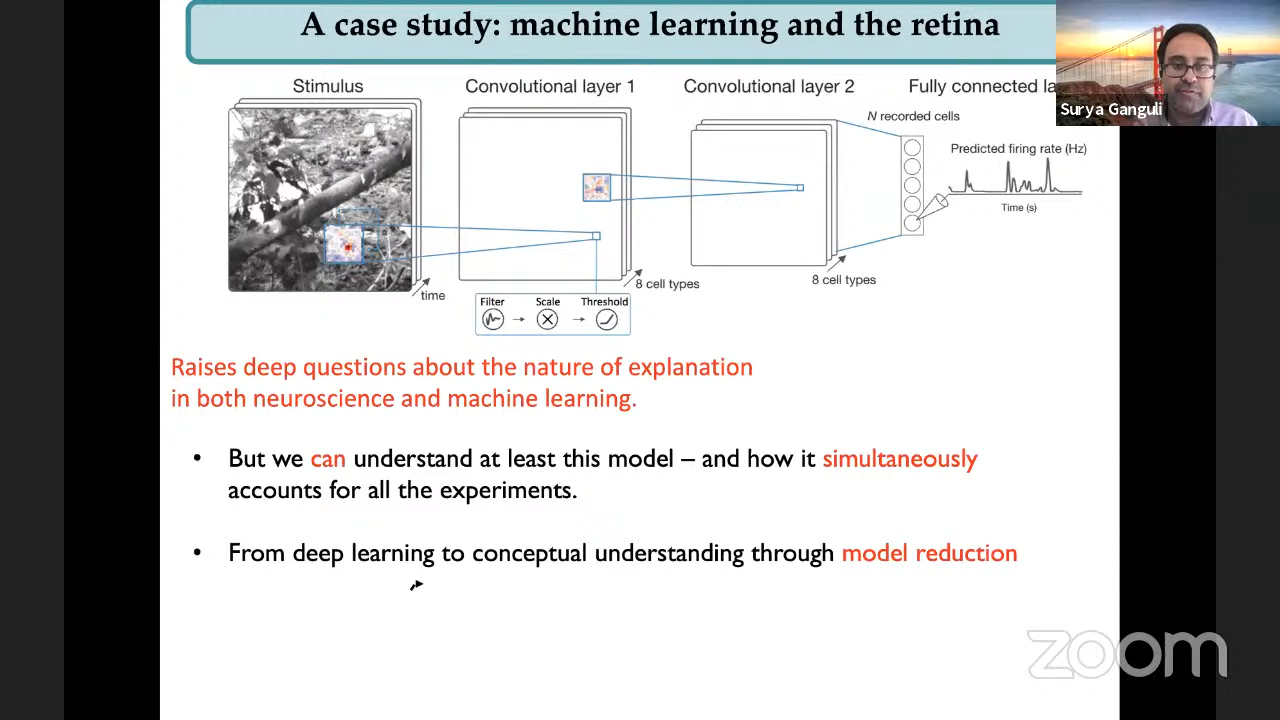 A case study: machine learning and the retina
Stimulus
Convolutional layer 1
Convolutional layer 2
Fully connected la
Surya Ganguli
N recorded cells
Predicted firing rate (Hz)
Time (s)
time
8 cell types
8 cell types
Filter
Scale
Threshold
Raises deep questions about the nature of explanation
in both neuroscience and machine learning.
• But we can understand at least this model – and how it simultaneously
accounts for all the experiments.
• From deep learning to conceptual understanding through model reduction
zoom